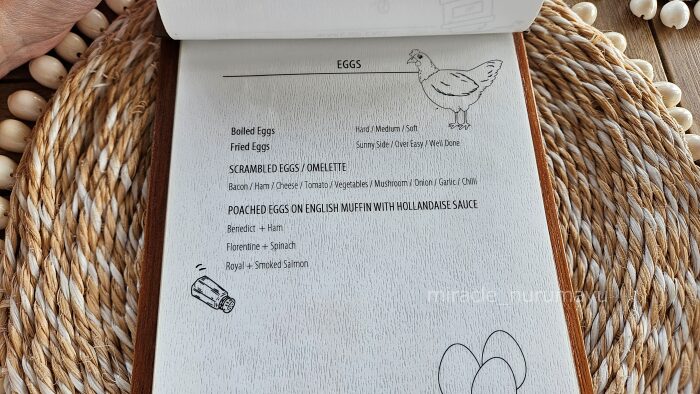 EGGS
Boiled Eggs Hard / Medium / Soft
Fried Eggs Sunny Side / Over Easy / Well Done
SCRAMBLED EGGS / OMELETTE
Bacon / Ham / Cheese / Tomato / Vegetables / Mushroom / Onion / Garlic / Chilli
POACHED EGGS ON ENGLISH MUFFIN WITH HOLLANDAISE SAUCE
Benedict + Ham
Florentine + Spinach
Royal + Smoked Salmon